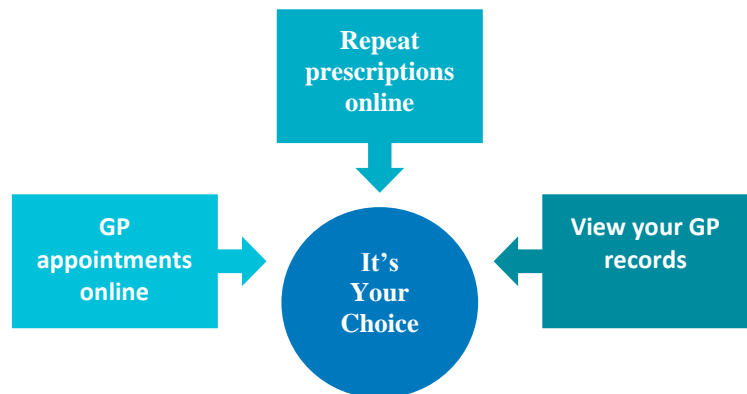 Repeat
prescriptions
online
GP
appointments
online
It’s
Your
Choice
View your GP
records